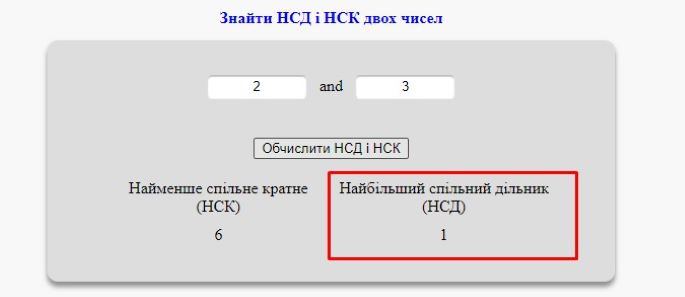 Знайти НСД і НСК двох чисел
2 and 3
Обчислити НСД і НСК
Найменше спільне кратне
(НСК)
6
Найбільший спільний дільник
(НСД)
1